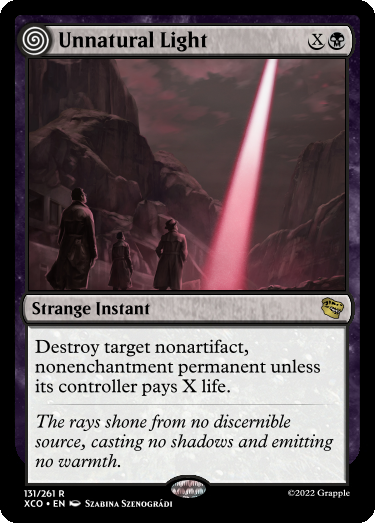 Unnatural Light X
Strange Instant
Destroy target nonartifact,
nonenchantment permanent unless
its controller pays X life.
The rays shone from no discernible
source, casting no shadows and emitting
no warmth.
131/261 R
XCO • EN Szabina Szenográdi
©2022 Grapple